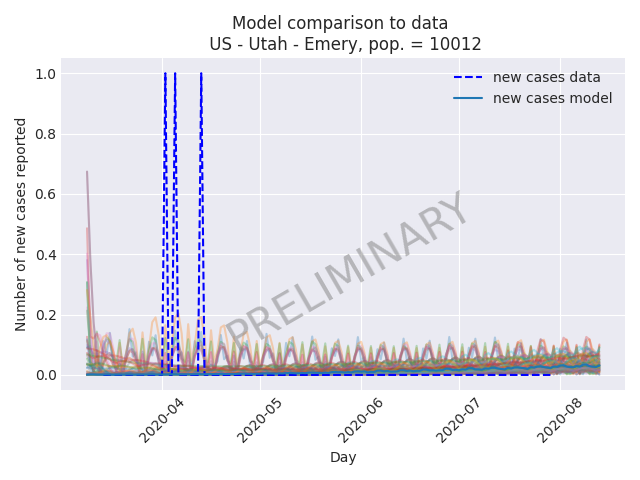 Model comparison to data
US - Utah - Emery, pop. = 10012
new cases data
new cases model
Number of new cases reported
1.0
0.8
0.6
0.4
0.2
0.0
PRELIMINARY
2020-04
2020-05
2020-06
2020-07
2020-08
Day